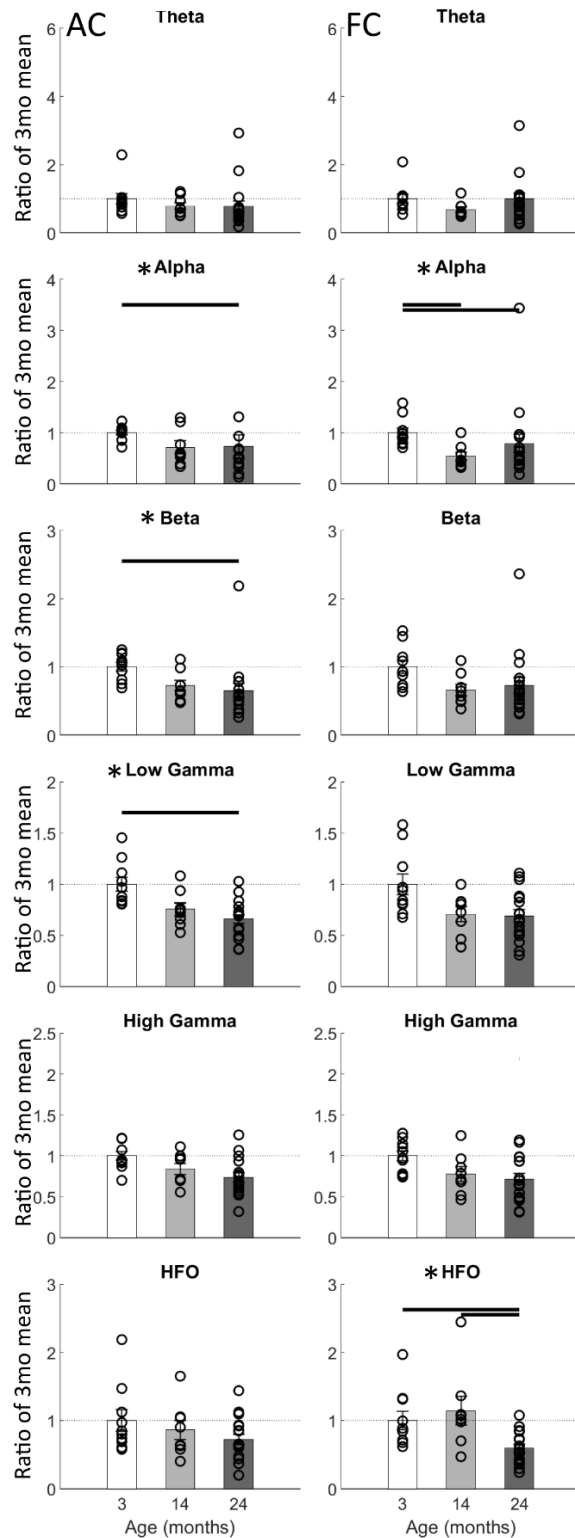 AC Theta
FC Theta
Ratio of 3mo mean
6
4
2
0
6
4
2
0
* Alpha
* Alpha
Ratio of 3mo mean
4
3
2
1
0
4
3
2
1
0
* Beta
Beta
Ratio of 3mo mean
3
2
1
0
3
2
1
0
* Low Gamma
Low Gamma
Ratio of 3mo mean
2
1.5
1
0.5
0
2
1.5
1
0.5
0
High Gamma
High Gamma
Ratio of 3mo mean
2.5
2
1.5
1
0.5
0
2.5
2
1.5
1
0.5
0
HFO
* HFO
Ratio of 3mo mean
3
2
1
0
3
2
1
0
3 14 24
3 14 24
Age (months)
Age (months)